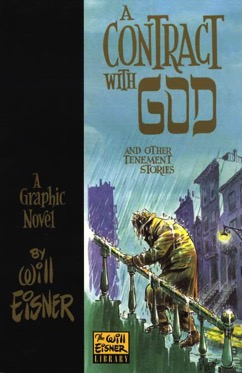 A
CONTRACT
WITH
GOD
AND OTHER
TENEMENT
STORIES
A
Graphic
Novel
BY
Will
EISNER
The Will
EISNER
LIBRARY